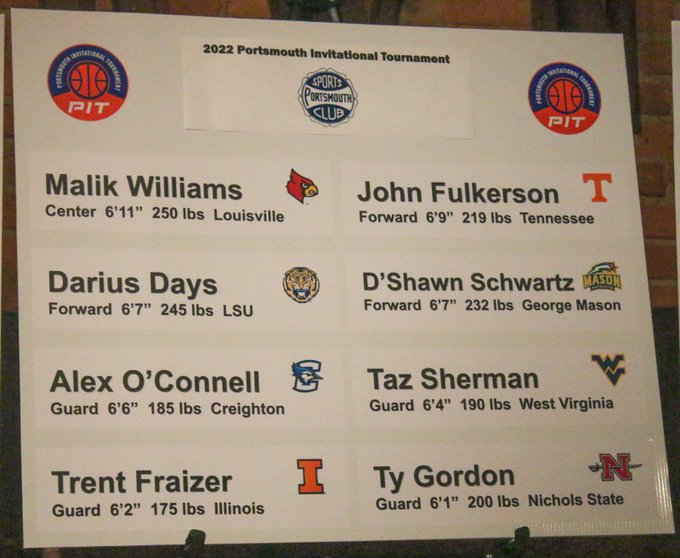 2022 Portsmouth Invitational Tournament
PORTSMOUTH INVITATIONAL TOURNAMENT
PIT
SPORTS
PORTSMOUTH
CLUB
PORTSMOUTH INVITATIONAL TOURNAMENT
PIT
Malik Williams
Center 6'11" 250 lbs Louisville
John Fulkerson
Forward 6'9" 219 lbs Tennessee
T
Darius Days
Forward 6'7" 245 lbs LSU
D'Shawn Schwartz
Forward 6'7" 232 lbs George Mason
MASON
Alex O'Connell
Guard 6'6" 185 lbs Creighton
C
Taz Sherman
Guard 6'4" 190 lbs West Virginia
WV
Trent Fraizer
Guard 6'2" 175 lbs Illinois
I
Ty Gordon
Guard 6'1" 200 lbs Nichols State
N